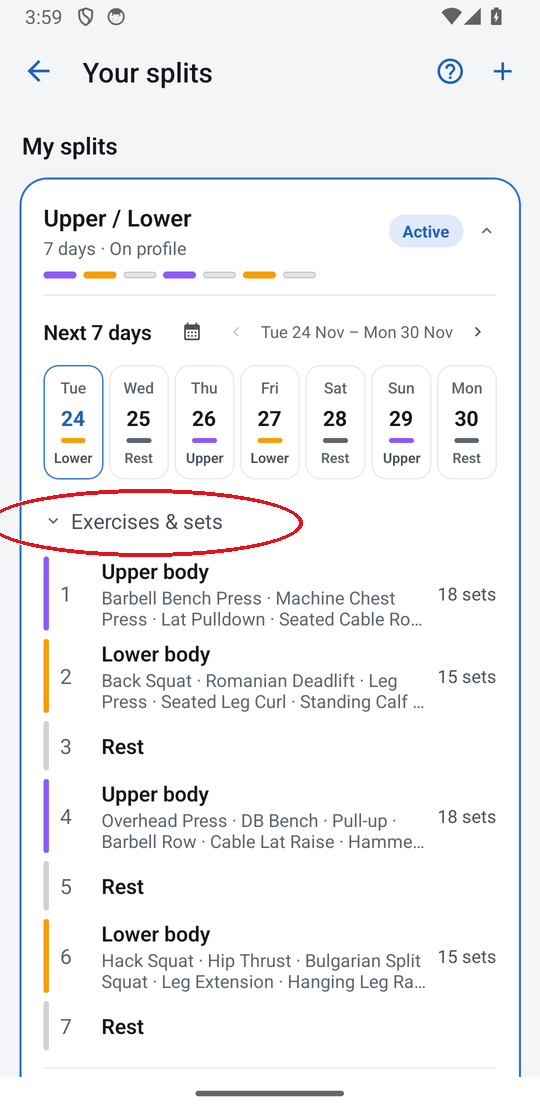 3:59
Your splits
My splits
Upper / Lower
7 days · On profile
Active
Next 7 days
Tue 24 Nov – Mon 30 Nov
Tue Wed Thu Fri Sat Sun Mon
24 25 26 27 28 29 30
Lower Rest Upper Lower Rest Upper Rest
Exercises & sets
Upper body
1 Barbell Bench Press · Machine Chest 18 sets
Press · Lat Pulldown · Seated Cable Ro…
Lower body
2 Back Squat · Romanian Deadlift · Leg 15 sets
Press · Seated Leg Curl · Standing Calf …
3 Rest
Upper body
4 Overhead Press · DB Bench · Pull-up · 18 sets
Barbell Row · Cable Lat Raise · Hamme…
5 Rest
Lower body
6 Hack Squat · Hip Thrust · Bulgarian Split 15 sets
Squat · Leg Extension · Hanging Leg Ra…
7 Rest